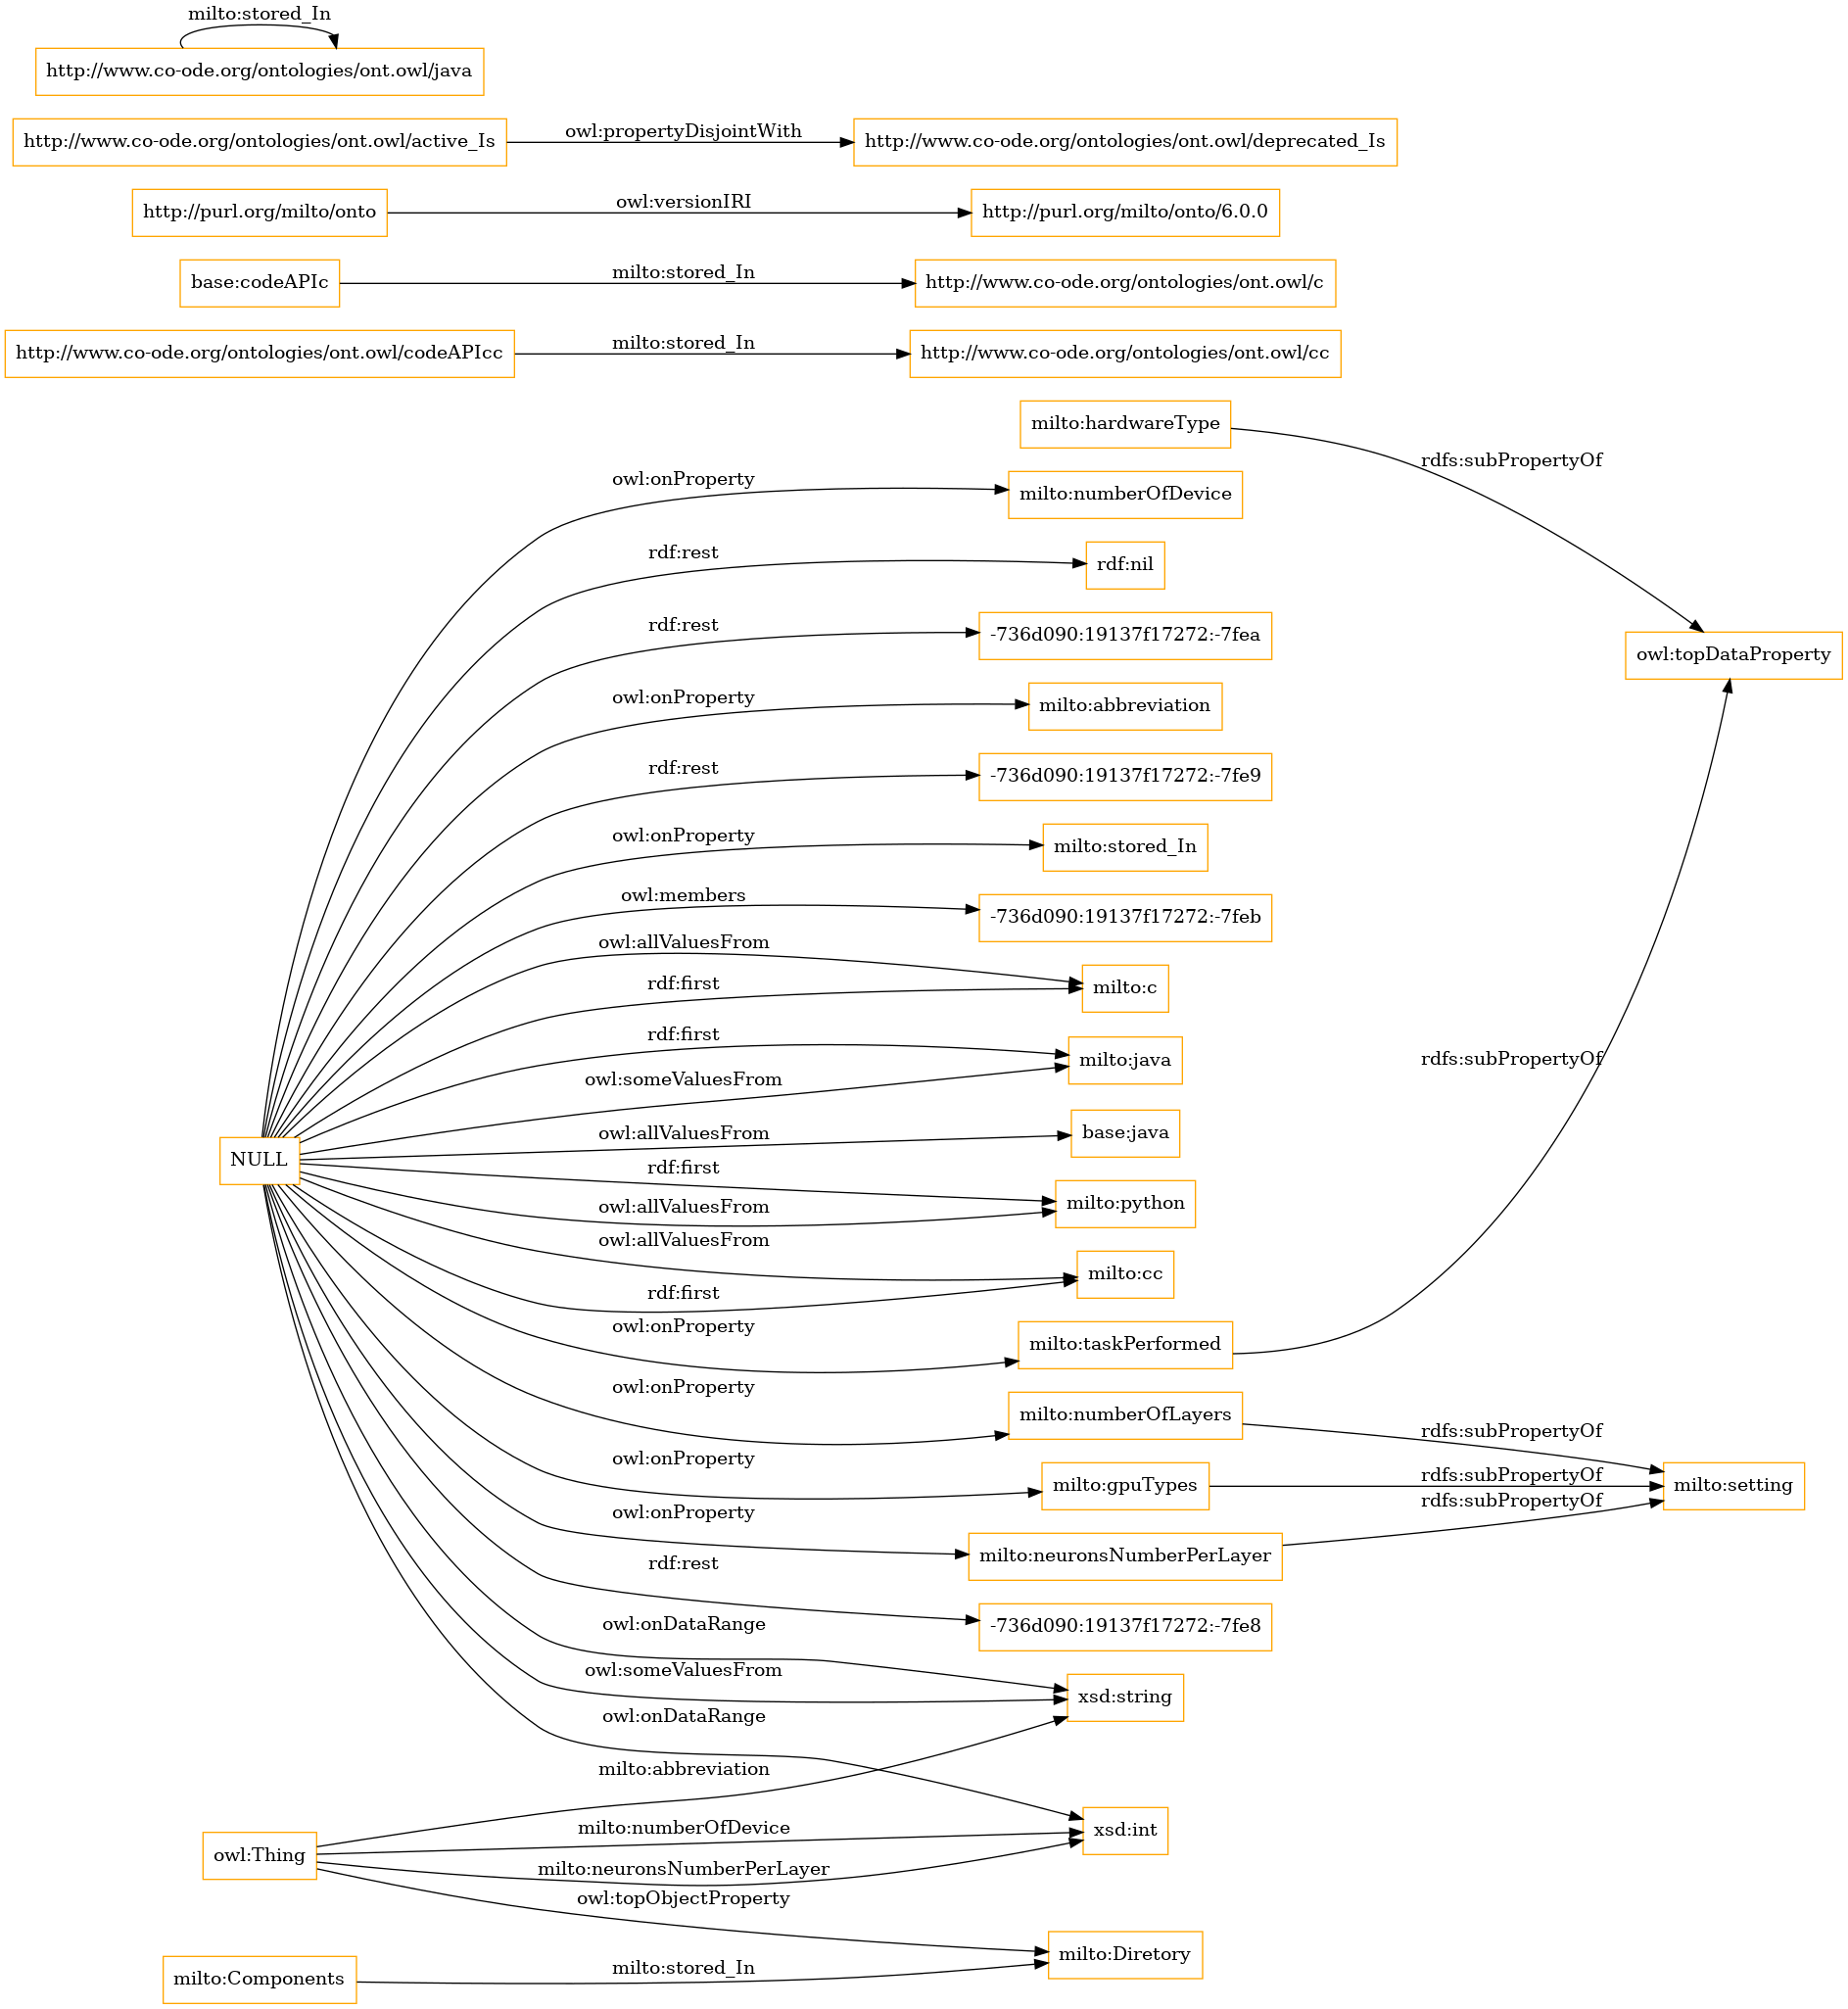 milto:stored_In
http://www.co-ode.org/ontologies/ont.owl/java
http://www.co-ode.org/ontologies/ont.owl/active_Is
owl:propertyDisjointWith
http://www.co-ode.org/ontologies/ont.owl/deprecated_Is
http://purl.org/milto/onto
owl:versionIRI
http://purl.org/milto/onto/6.0.0
base:codeAPIc
milto:stored_In
http://www.co-ode.org/ontologies/ont.owl/c
http://www.co-ode.org/ontologies/ont.owl/codeAPIcc
milto:stored_In
http://www.co-ode.org/ontologies/ont.owl/cc
milto:hardwareType
rdfs:subPropertyOf
owl:onProperty
milto:numberOfDevice
rdf:rest
rdf:nil
rdf:rest
-736d090:19137f17272:-7fea
owl:topDataProperty
owl:onProperty
milto:abbreviation
rdf:rest
-736d090:19137f17272:-7fe9
owl:onProperty
milto:stored_In
owl:members
-736d090:19137f17272:-7feb
owl:allValuesFrom
rdf:first
milto:c
rdf:first
milto:java
owl:someValuesFrom
rdfs:subPropertyOf
NULL
owl:allValuesFrom
base:java
rdf:first
milto:python
owl:allValuesFrom
owl:allValuesFrom
milto:cc
rdf:first
owl:onProperty
milto:taskPerformed
owl:onProperty
milto:numberOfLayers
rdfs:subPropertyOf
owl:onProperty
milto:gpuTypes
rdfs:subPropertyOf
milto:setting
rdfs:subPropertyOf
owl:onProperty
milto:neuronsNumberPerLayer
rdf:rest
-736d090:19137f17272:-7fe8
owl:onDataRange
owl:someValuesFrom
xsd:string
owl:onDataRange
milto:abbreviation
owl:Thing
milto:numberOfDevice
xsd:int
milto:neuronsNumberPerLayer
owl:topObjectProperty
milto:Diretory
milto:Components
milto:stored_In